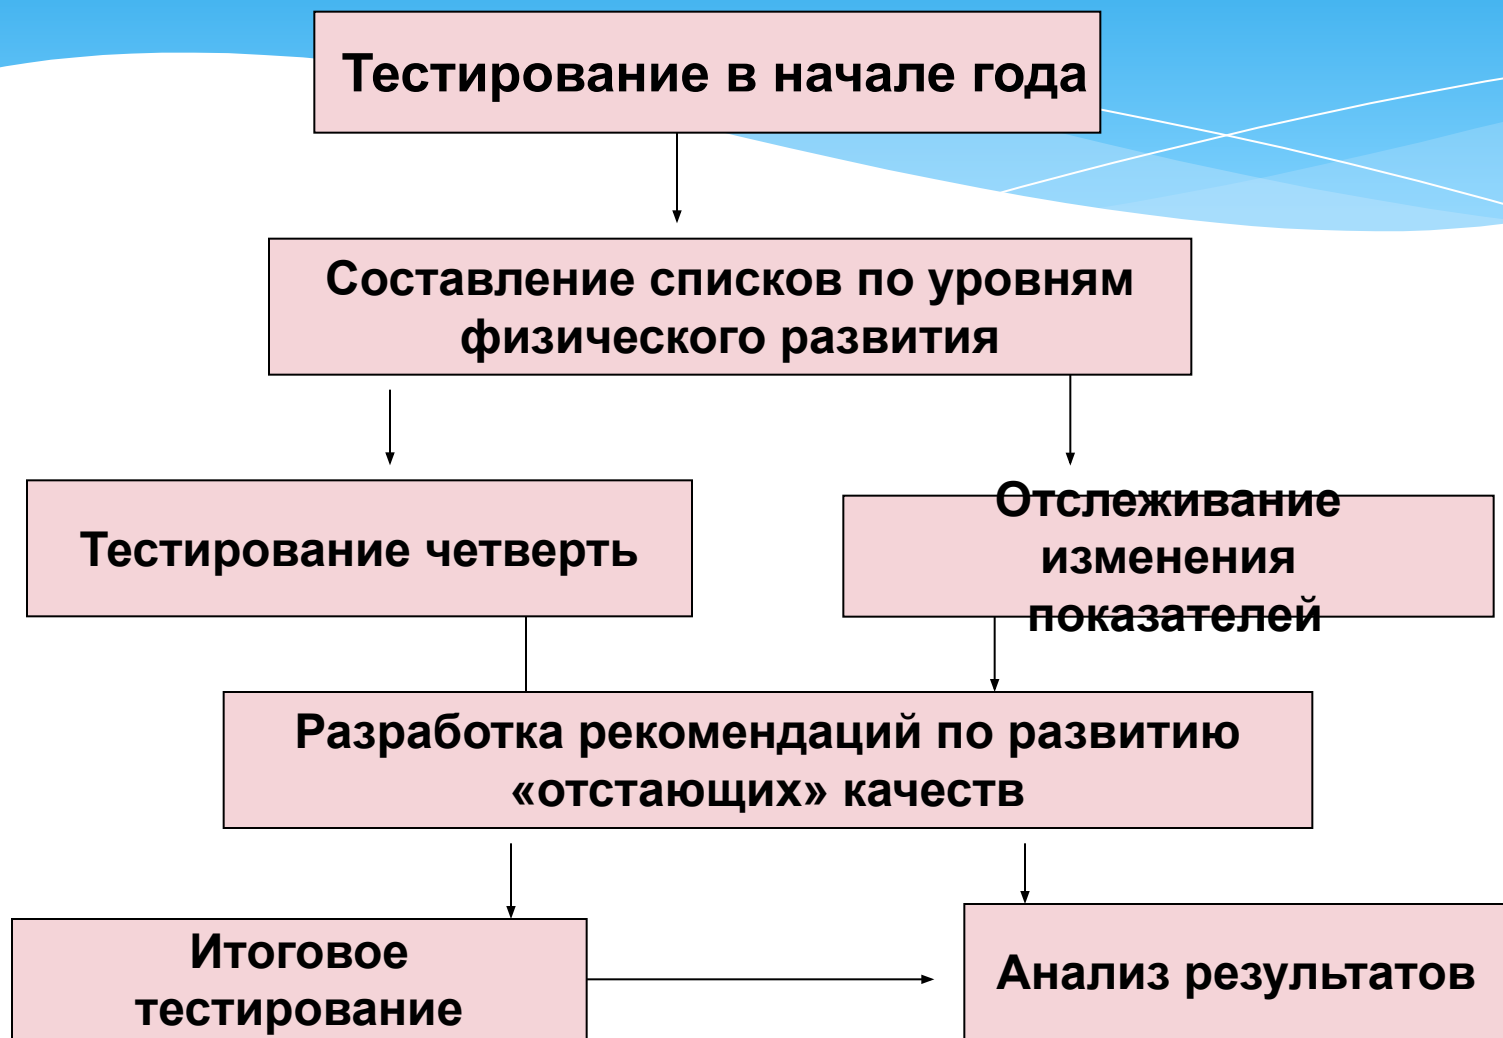 Тестирование в начале года
Составление списков по уровням
физического развития
Тестирование четверть
Отслеживание
изменения
показателей
Разработка рекомендаций по развитию
«отстающих» качеств
Итоговое
тестирование
Анализ результатов